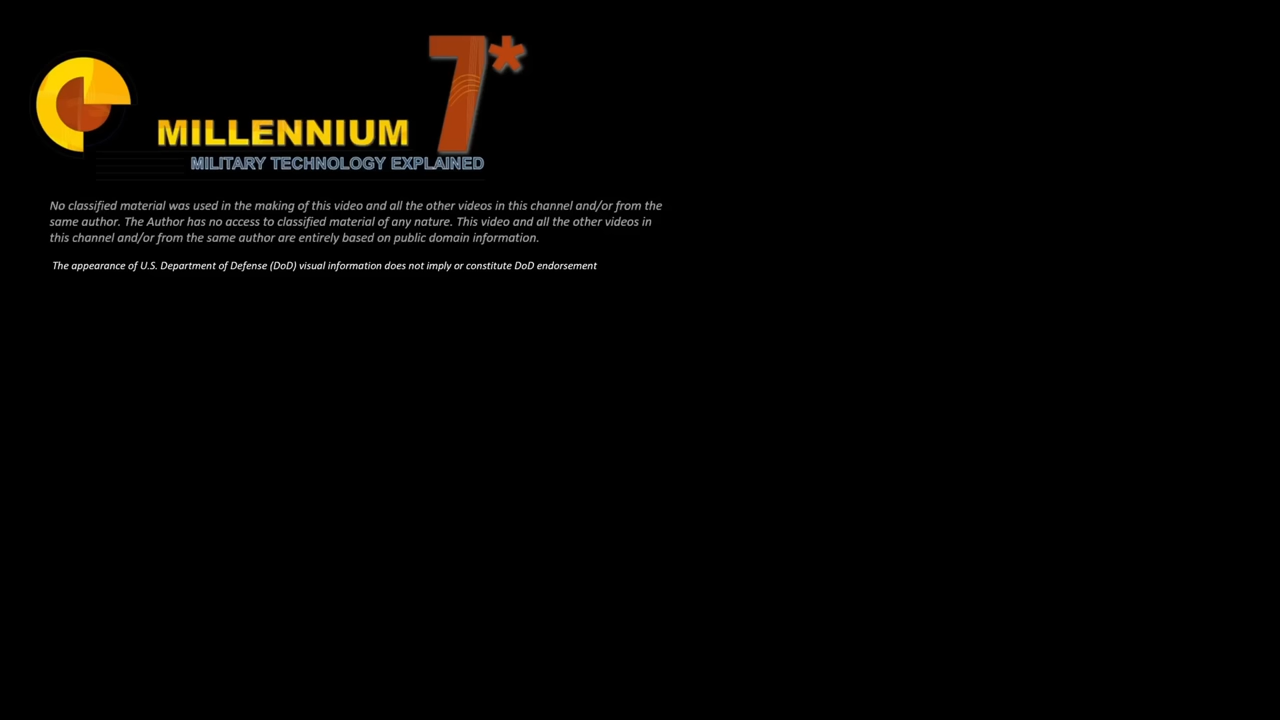 7*
MILLENNIUM
MILITARY TECHNOLOGY EXPLAINED
No classified material was used in the making of this video and all the other videos in this channel and/or from the
same author. The Author has no access to classified material of any nature. This video and all the other videos in
this channel and/or from the same author are entirely based on public domain information.
The appearance of U.S. Department of Defense (DoD) visual information does not imply or constitute DoD endorsement